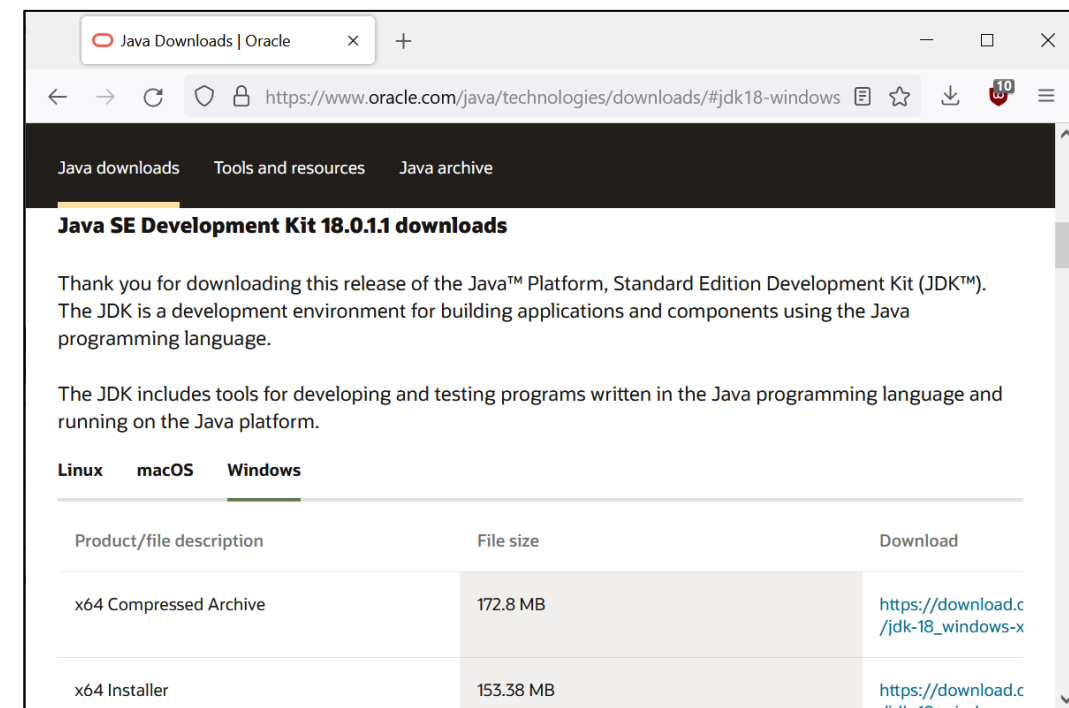 Java Downloads | Oracle
https://www.oracle.com/java/technologies/downloads/#jdk18-windows
10
Java downloads Tools and resources Java archive
Java SE Development Kit 18.0.1.1 downloads
Thank you for downloading this release of the Java™ Platform, Standard Edition Development Kit (JDK™).
The JDK is a development environment for building applications and components using the Java
programming language.
The JDK includes tools for developing and testing programs written in the Java programming language and
running on the Java platform.
Linux macOS Windows
Product/file description File size Download
x64 Compressed Archive 172.8 MB https://download.c
/jdk-18_windows-x
x64 Installer 153.38 MB https://download.c